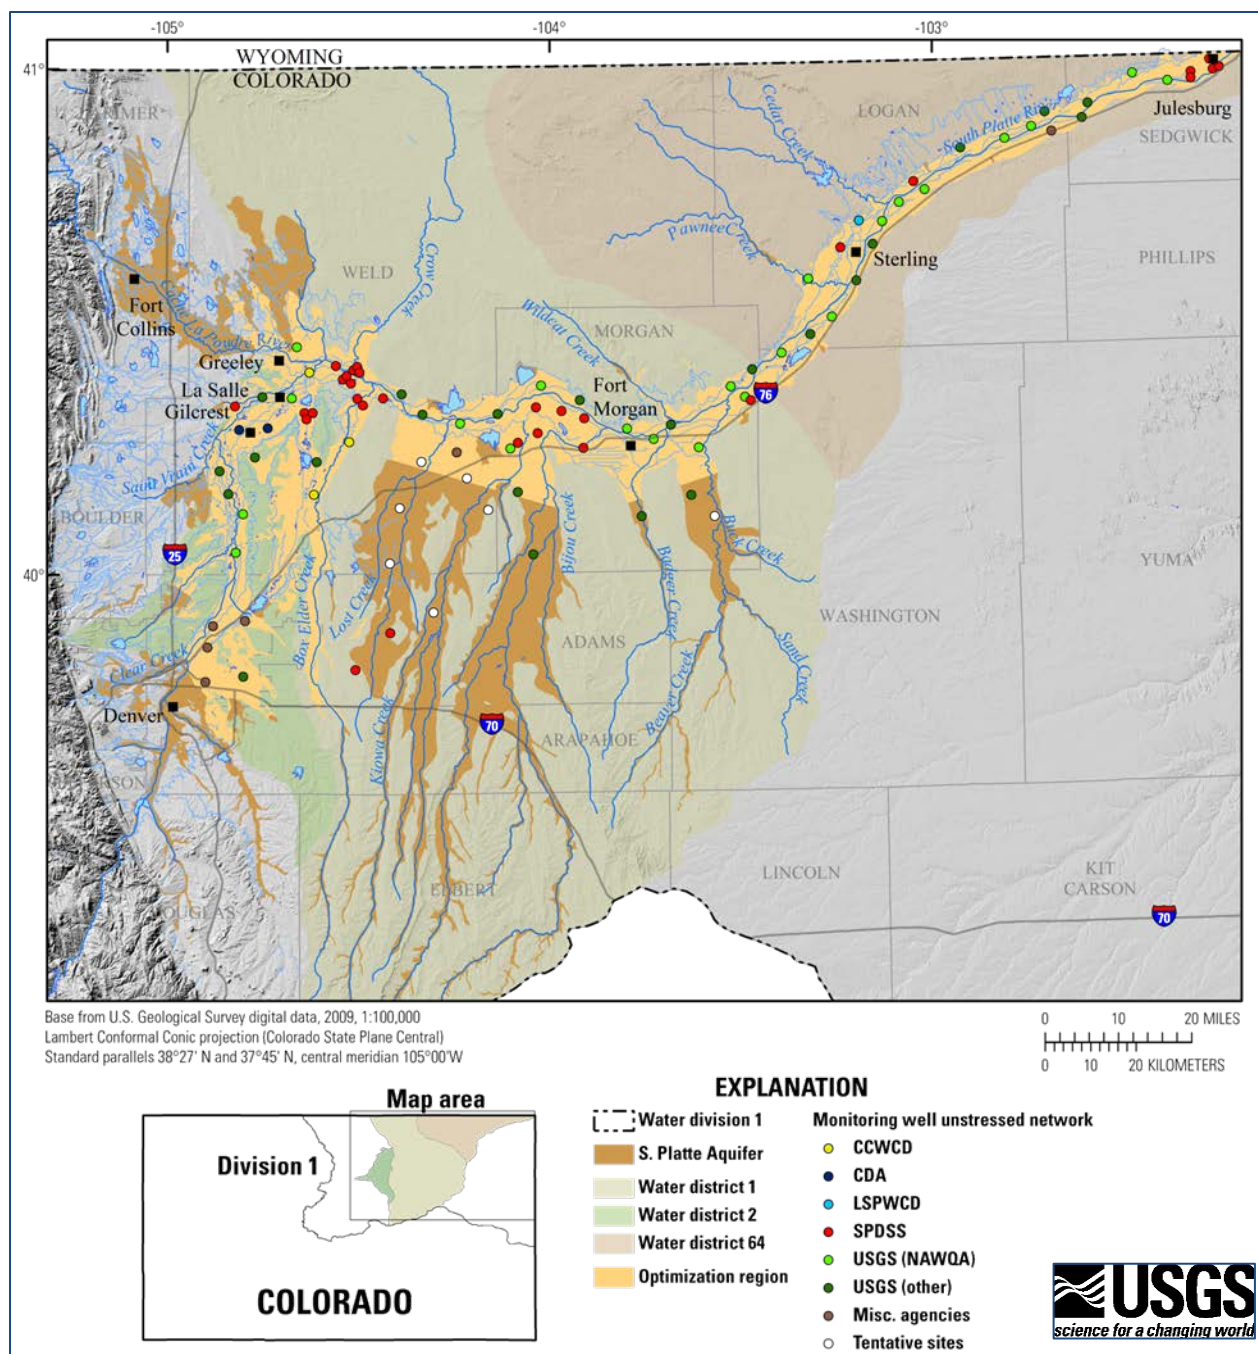 -105°
-104°
-103°
41°
WYOMING
COLORADO
LOGAN
Cedar Creek
South Platte River
Julesburg
SEDGWICK
Crow Creek
WELD
Pawnee Creek
Sterling
PHILLIPS
Fort
Collins
Cache La Poudre River
Wildcat Creek
MORGAN
Greeley
La Salle
Gilcrest
Fort
Morgan
76
Saint Vrain Creek
BOULDER
25
40°
Box Elder Creek
Lost Creek
Bijou Creek
Badger Creek
Buck Creek
YUMA
WASHINGTON
ADAMS
Sand Creek
Beaver Creek
Clear Creek
Denver
Kiowa Creek
70
ARAPAHOE
ELBERT
LINCOLN
KIT
CARSON
70
Base from U.S. Geological Survey digital data, 2009, 1:100,000
Lambert Conformal Conic projection (Colorado State Plane Central)
Standard parallels 38°27' N and 37°45' N, central meridian 105°00'W
0 10 20 MILES
0 10 20 KILOMETERS
Map area
Division 1
COLORADO
EXPLANATION
Water division 1
S. Platte Aquifer
Water district 1
Water district 2
Water district 64
Optimization region
Monitoring well unstressed network
CCWCD
CDA
LSPWCD
SPDSS
USGS (NAWQA)
USGS (other)
Misc. agencies
Tentative sites
USGS
science for a changing world